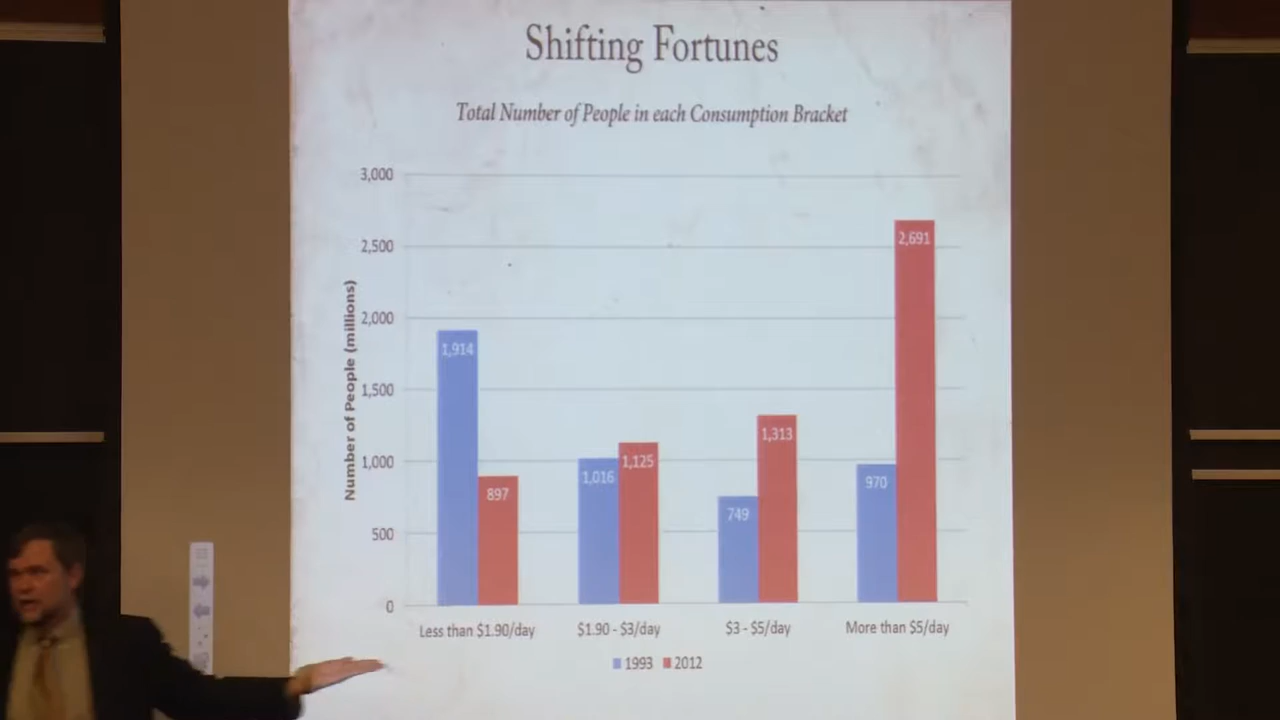 Shifting Fortunes
Total Number of People in each Consumption Bracket
Number of People (millions)
3,000
2,500
2,000
1,500
1,000
500
0
1,914
897
1,016
1,125
749
1,313
970
2,691
Less than $1.90/day
$1.90 - $3/day
$3 - $5/day
More than $5/day
1993
2012